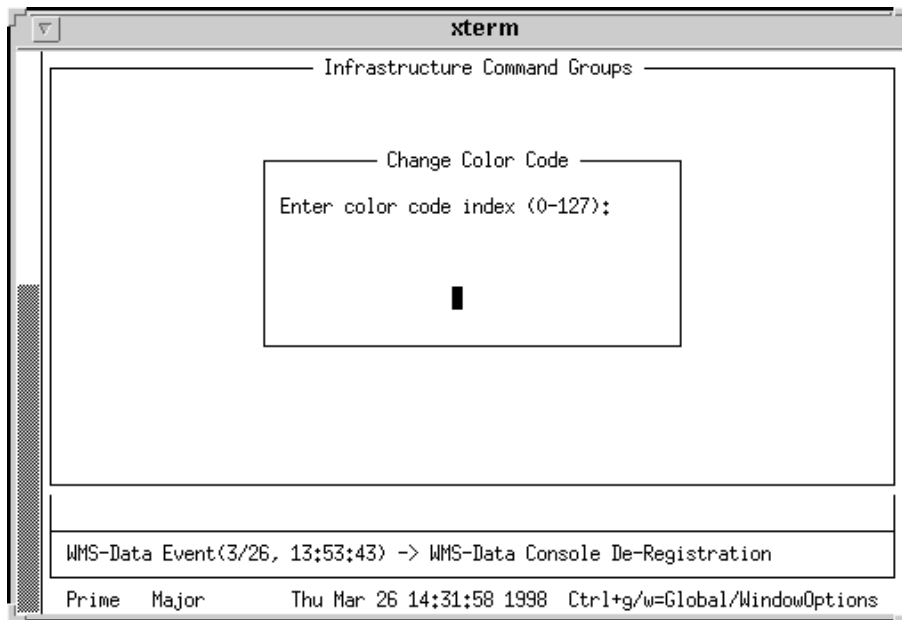 xterm
Infrastructure Command Groups
Change Color Code
Enter color code index (0-127):
WMS-Data Event(3/26, 13:53:43) -> WMS-Data Console De-Registration
Prime Major Thu Mar 26 14:31:58 1998 Ctrl+g/w=Global/WindowOptions